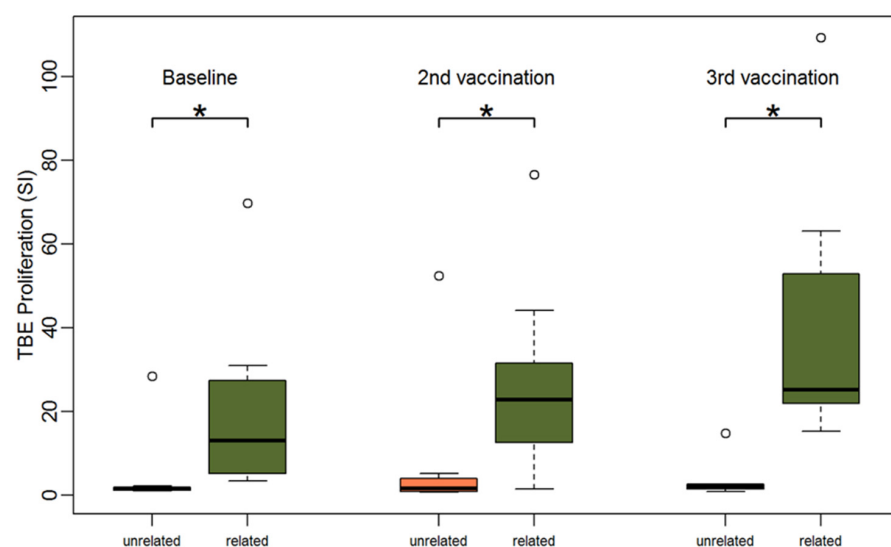 Baseline 2nd vaccination 3rd vaccination
* * *
TBE Proliferation (SI)
100
80
60
40
20
0
unrelated related unrelated related unrelated related